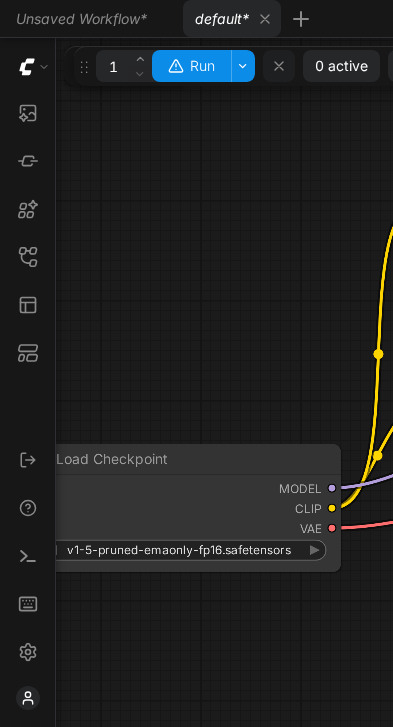 Unsaved Workflow*
default*
1
Run
0 active
Load Checkpoint
MODEL
CLIP
VAE
v1-5-pruned-emaonly-fp16.safetensors